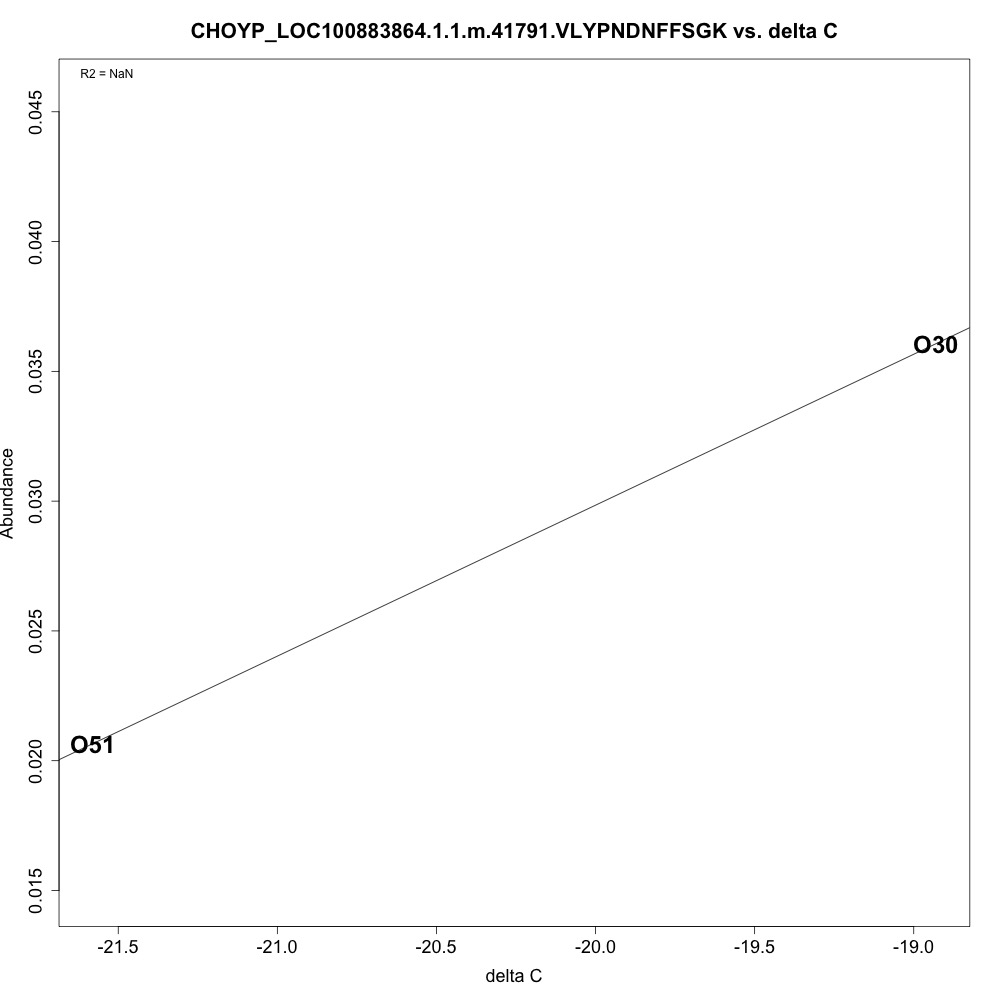 CHOYP_LOC100883864.1.1.m.41791.VLYPNDNFFSGK vs. delta C
R2 = NaN
0.045
0.040
0.035
0.030
0.025
0.020
0.015
Abundance
O30
O51
-21.5 -21.0 -20.5 -20.0 -19.5 -19.0
delta C